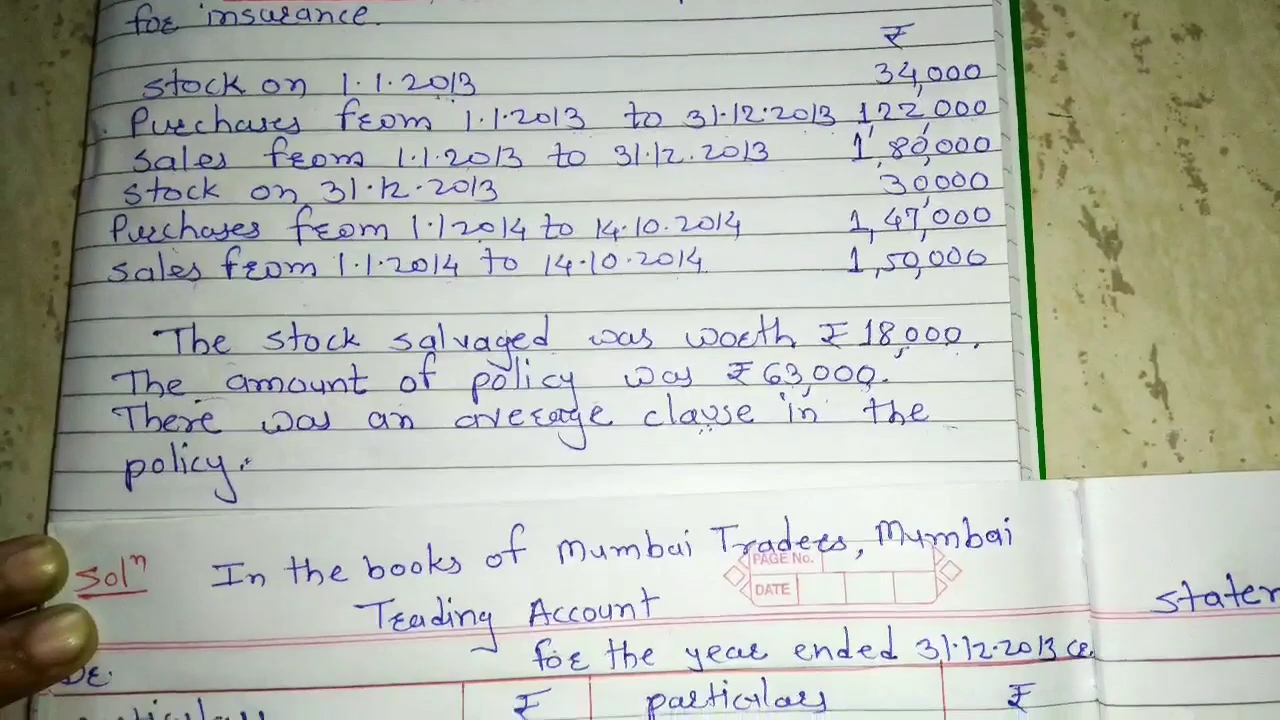 for insurance.
₹
Stock on 1.1.2013 34,000
Purchases from 1.1.2013 to 31.12.2013 1,22,000
Sales from 1.1.2013 to 31.12.2013 1,80,000
Stock on 31.12.2013 30,000
Purchases from 1.1.2014 to 14.10.2014 1,47,000
Sales from 1.1.2014 to 14.10.2014 1,50,000
The stock salvaged was worth ₹ 18,000.
The amount of policy was ₹ 63,000.
There was an average clause in the
policy.
Solⁿ In the books of Mumbai Traders, Mumbai
PAGE No.
DATE
Trading Account
for the year ended 31.12.2013 Cr.
Dr.
particulars ₹ particulars ₹